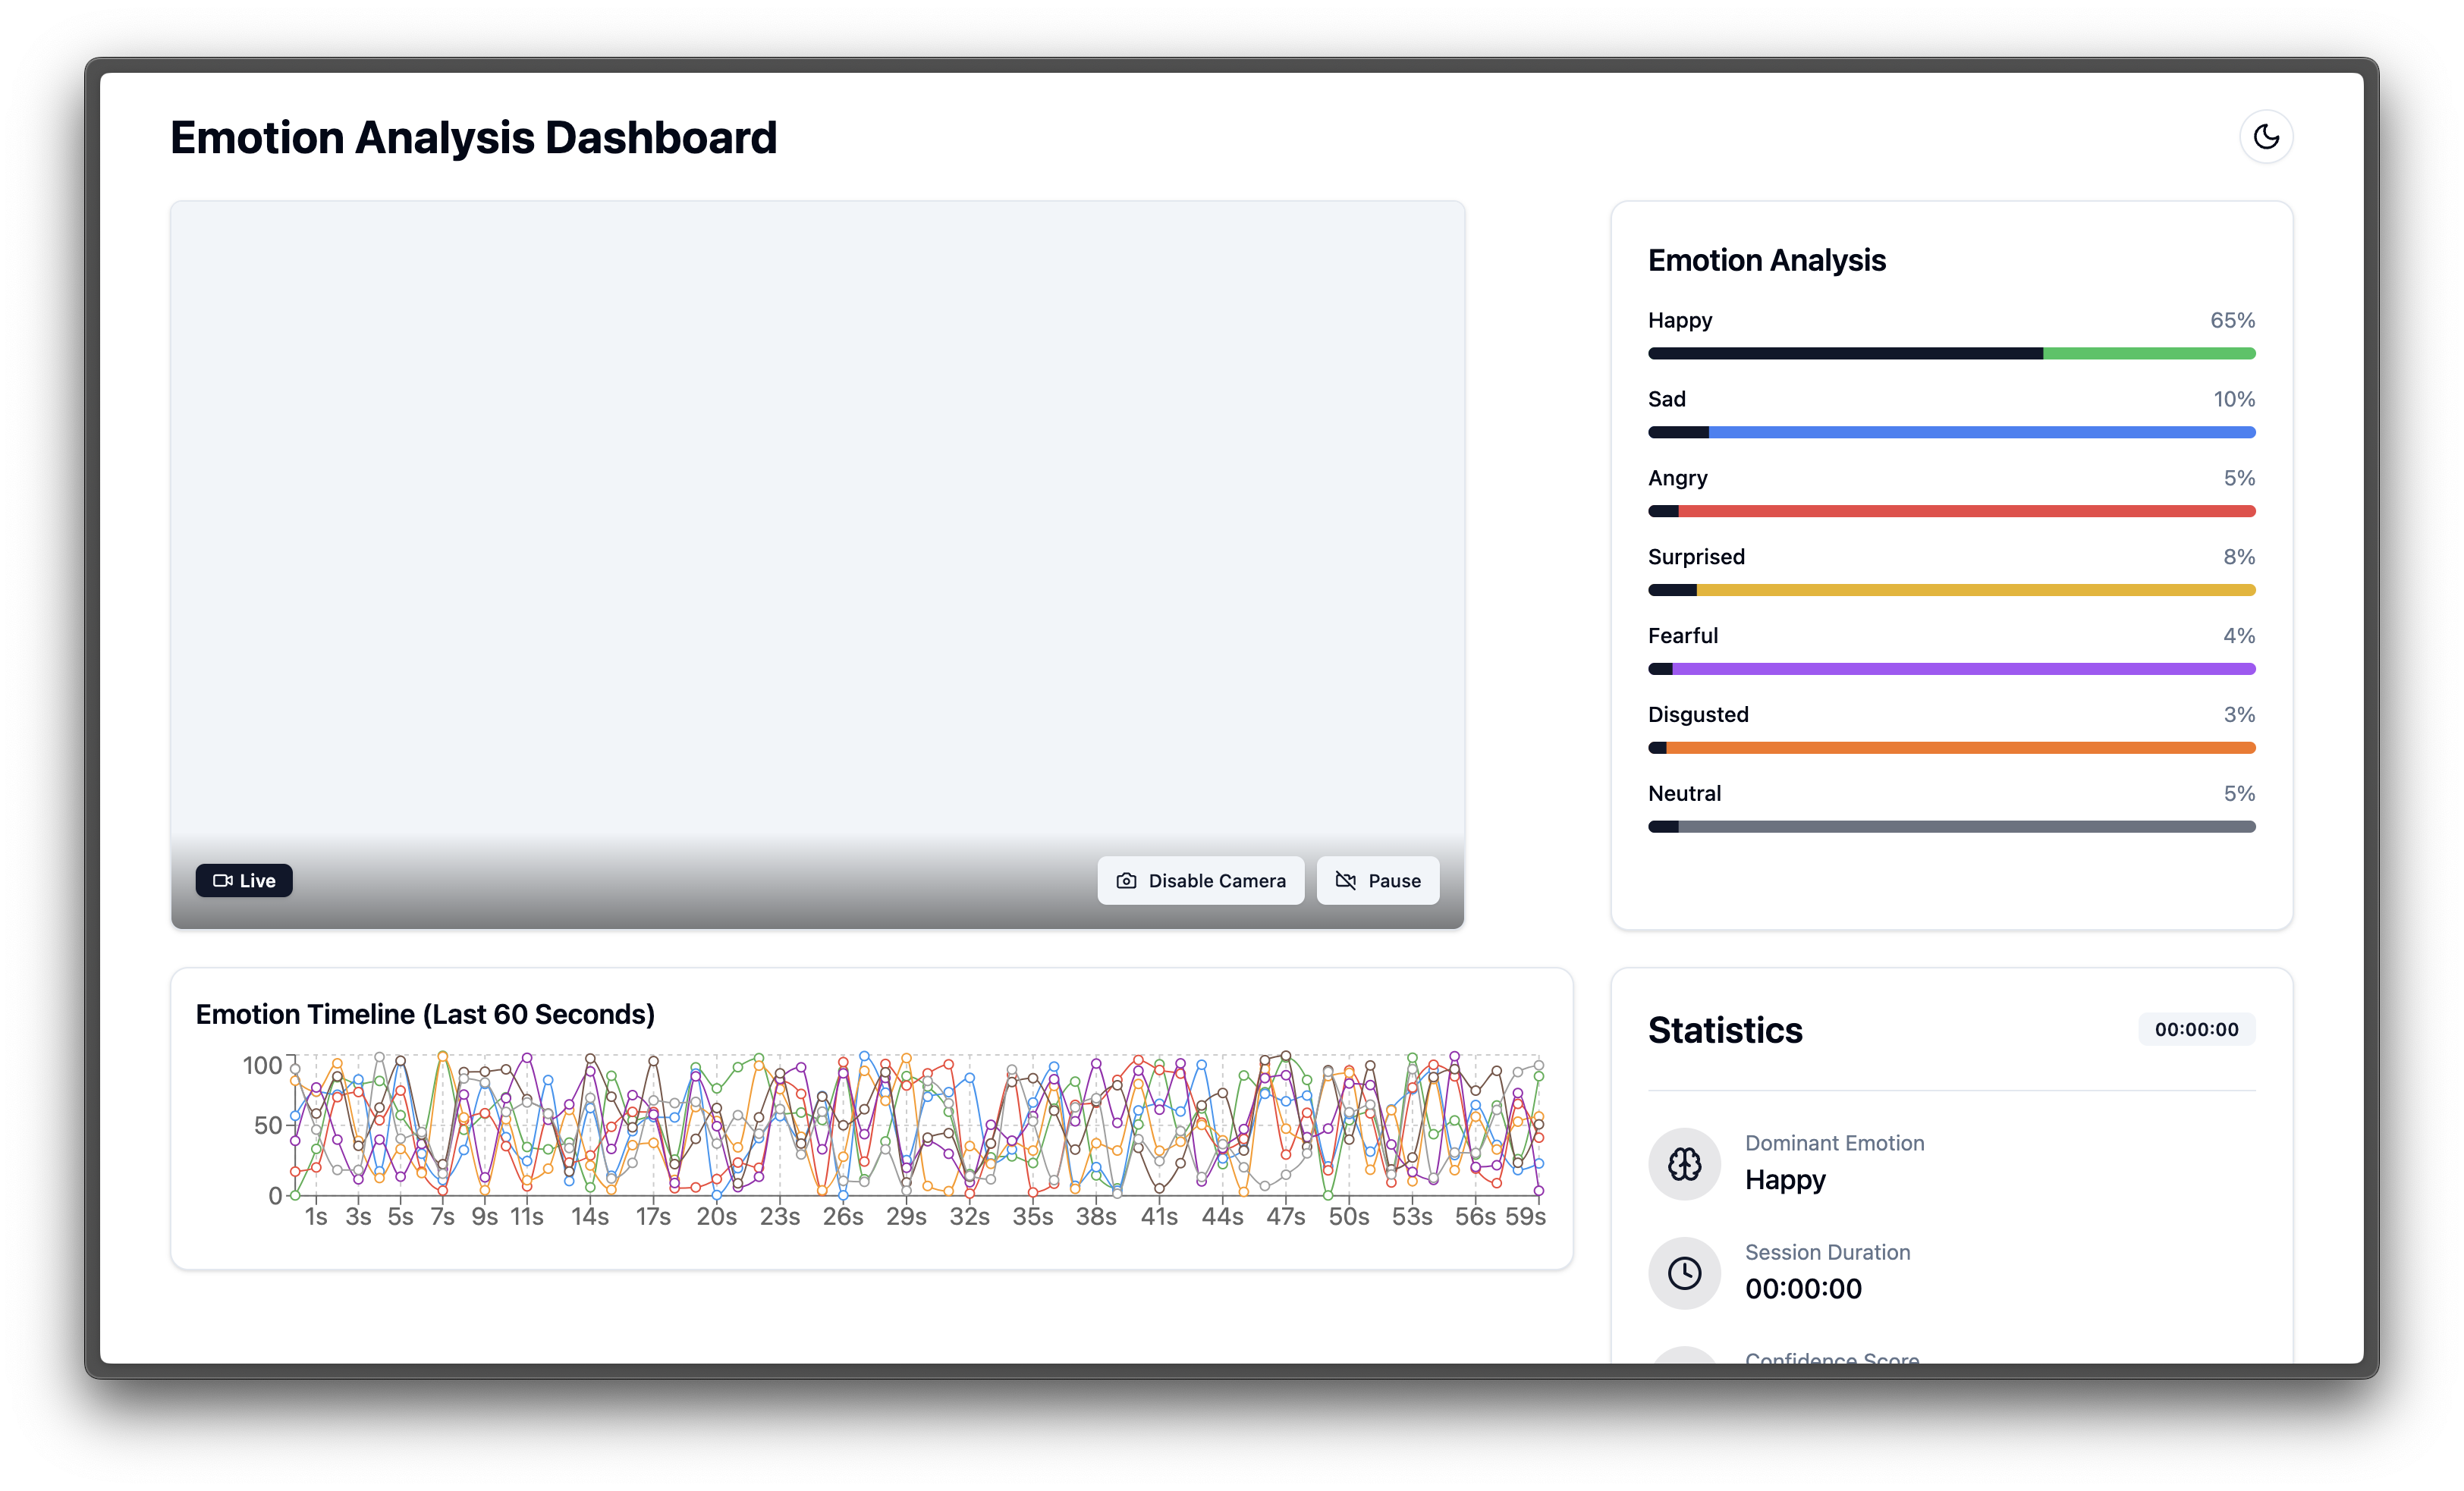 Emotion Analysis Dashboard
Live
Disable Camera
Pause
Emotion Analysis
Happy 65%
Sad 10%
Angry 5%
Surprised 8%
Fearful 4%
Disgusted 3%
Neutral 5%
Emotion Timeline (Last 60 Seconds)
100
50
0
1s 3s 5s 7s 9s 11s 14s 17s 20s 23s 26s 29s 32s 35s 38s 41s 44s 47s 50s 53s 56s 59s
Statistics 00:00:00
Dominant Emotion
Happy
Session Duration
00:00:00
Confidence Score